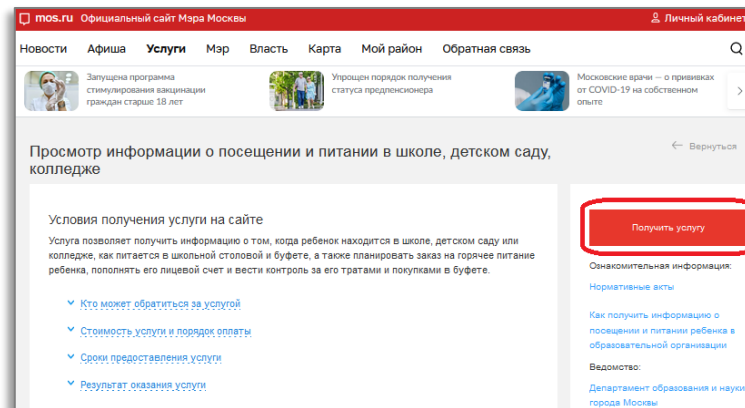 mos.ru Официальный сайт Мэра Москвы
Личный кабинет
Новости Афиша Услуги Мэр Власть Карта Мой район Обратная связь
Запущена программа
стимулирования вакцинации
граждан старше 18 лет
Упрощен порядок получения
статуса предпенсионера
Московские врачи — о прививках
от COVID-19 на собственном
опыте
Просмотр информации о посещении и питании в школе, детском саду,
колледже
← Вернуться
Условия получения услуги на сайте
Услуга позволяет получить информацию о том, когда ребенок находится в школе, детском саду или
колледже, как питается в школьной столовой и буфете, а также планировать заказ на горячее питание
ребенка, пополнять его лицевой счет и вести контроль за его тратами и покупками в буфете.
Кто может обратиться за услугой
Стоимость услуги и порядок оплаты
Сроки предоставления услуги
Результат оказания услуги
Получить услугу
Ознакомительная информация:
Нормативные акты
Как получить информацию о
посещении и питании ребенка в
образовательной организации
Ведомство:
Департамент образования и науки
города Москвы